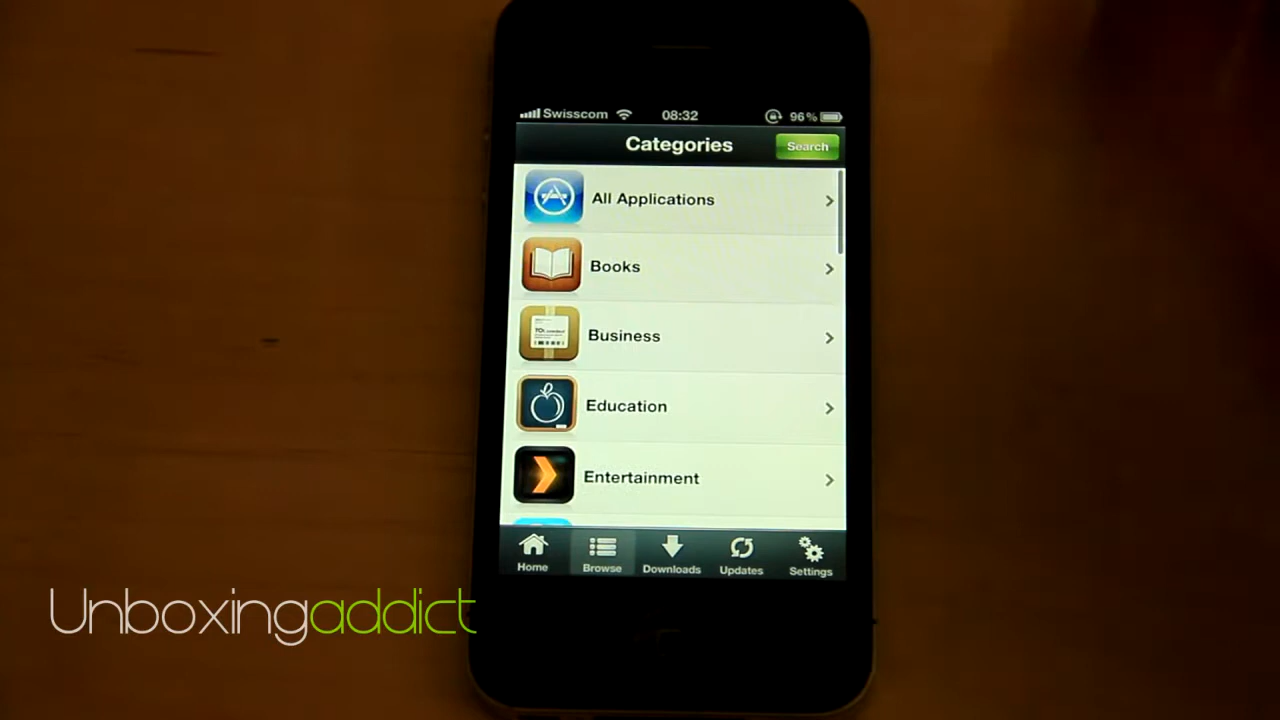 Swisscom 08:32 96%
Categories Search
All Applications
Books
Business
Education
Entertainment
Home Browse Downloads Updates Settings
Unboxingaddict